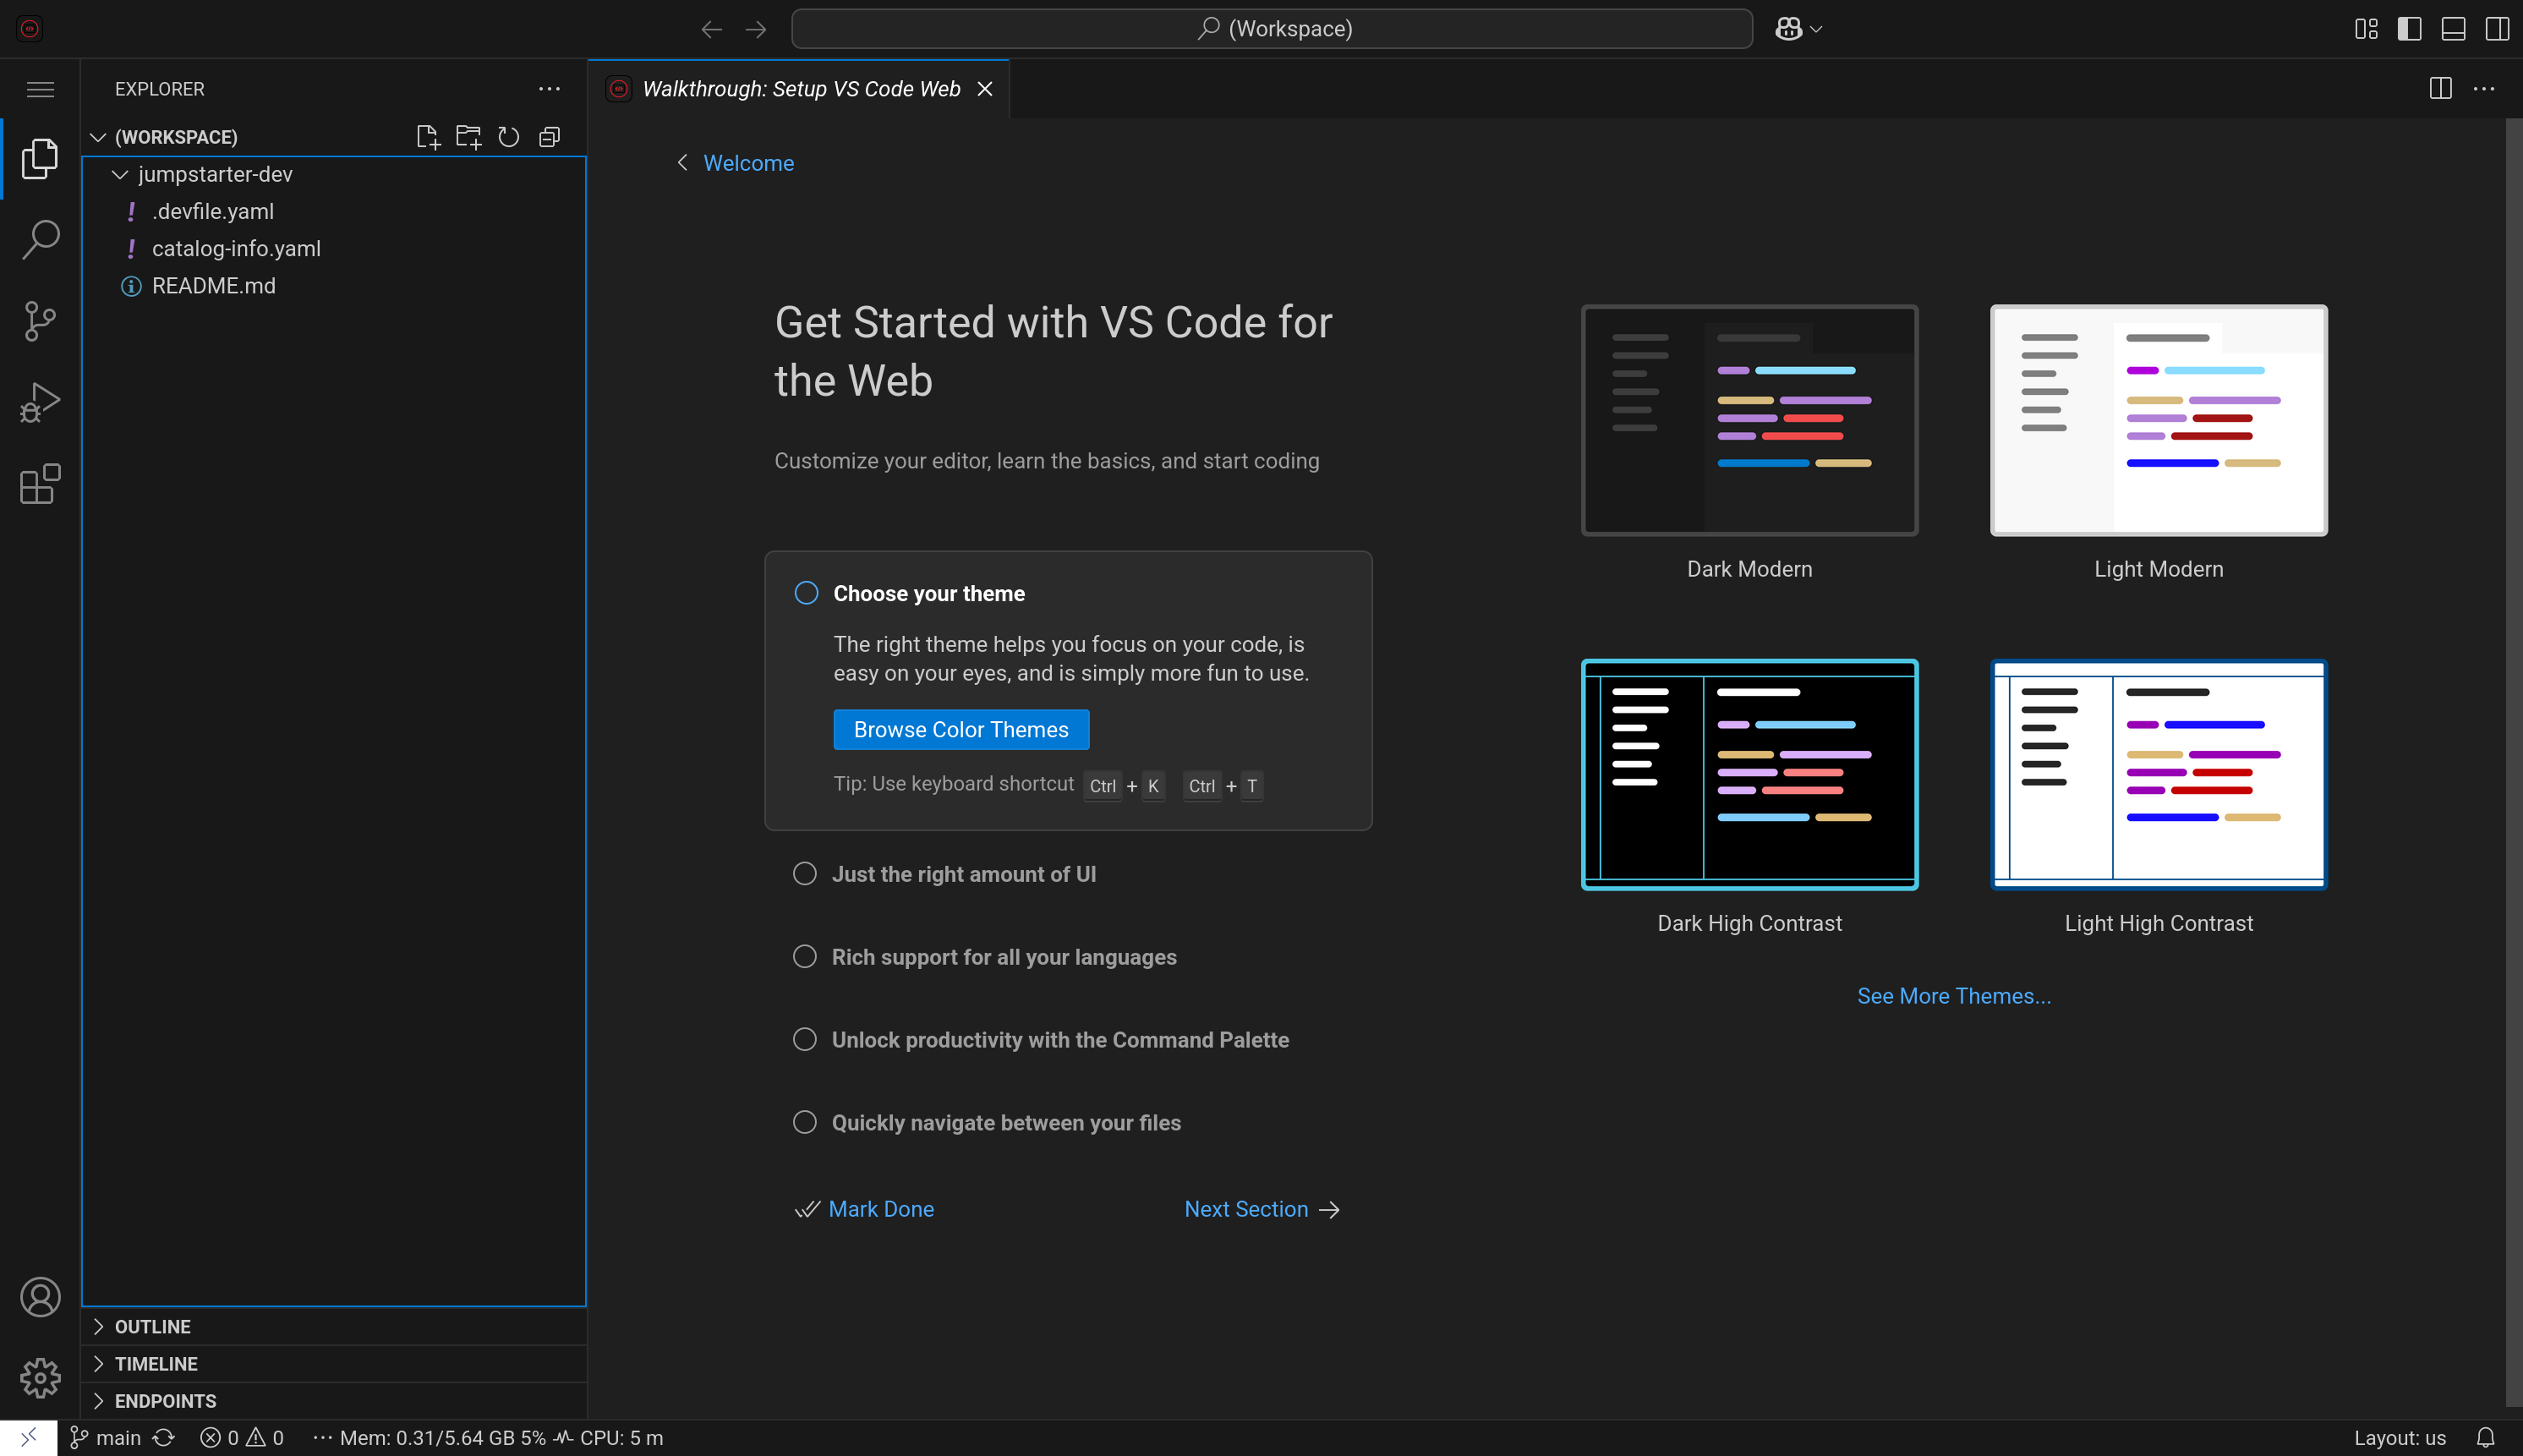 (Workspace)
EXPLORER
Walkthrough: Setup VS Code Web
(WORKSPACE)
jumpstarter-dev
! .devfile.yaml
! catalog-info.yaml
README.md
Welcome
Get Started with VS Code for
the Web
Customize your editor, learn the basics, and start coding
Choose your theme
The right theme helps you focus on your code, is
easy on your eyes, and is simply more fun to use.
Browse Color Themes
Tip: Use keyboard shortcut Ctrl + K Ctrl + T
Just the right amount of UI
Rich support for all your languages
Unlock productivity with the Command Palette
Quickly navigate between your files
Mark Done
Next Section
Dark Modern
Light Modern
Dark High Contrast
Light High Contrast
See More Themes...
OUTLINE
TIMELINE
ENDPOINTS
main 0 0 ··· Mem: 0.31/5.64 GB 5% CPU: 5 m
Layout: us